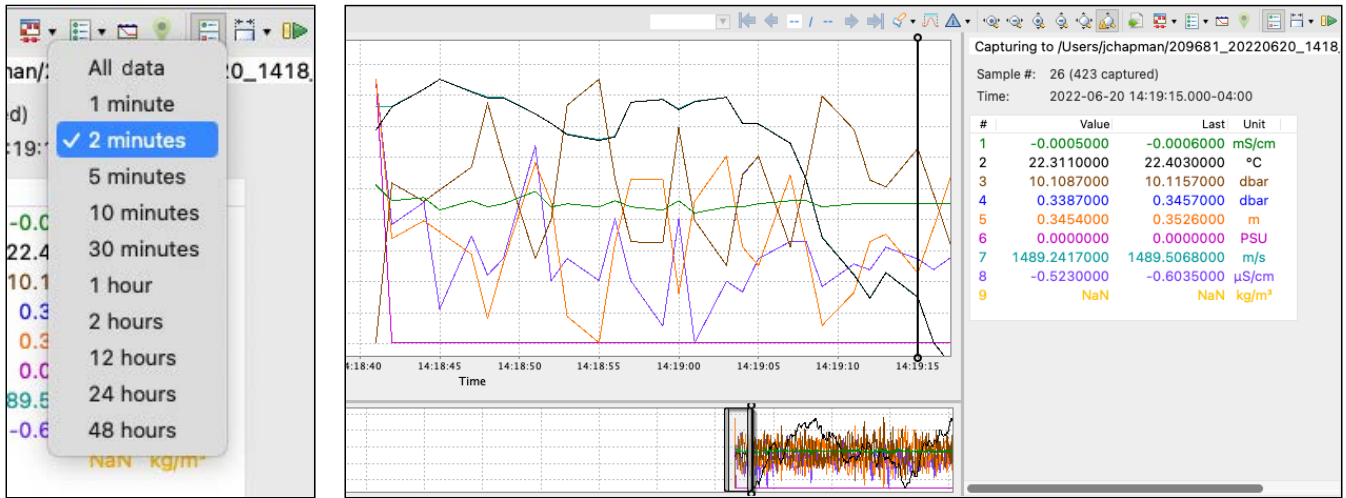 nan/:
0_1418
d)
:19:
-0.0
22.4
10.1
0.3
0.3
0.0
89.5
-0.6
NaN kg/m³
All data
1 minute
✓ 2 minutes
5 minutes
10 minutes
30 minutes
1 hour
2 hours
12 hours
24 hours
48 hours
-- / --
Capturing to /Users/jchapman/209681_20220620_1418
Sample #: 26 (423 captured)
Time: 2022-06-20 14:19:15.000-04:00
# Value Last Unit
1 -0.0005000 -0.0006000 mS/cm
2 22.3110000 22.4030000 °C
3 10.1087000 10.1157000 dbar
4 0.3387000 0.3457000 dbar
5 0.3454000 0.3526000 m
6 0.0000000 0.0000000 PSU
7 1489.2417000 1489.5068000 m/s
8 -0.5230000 -0.6035000 µS/cm
9 NaN NaN kg/m³
14:18:40 14:18:45 14:18:50 14:18:55 14:19:00 14:19:05 14:19:10 14:19:15
Time